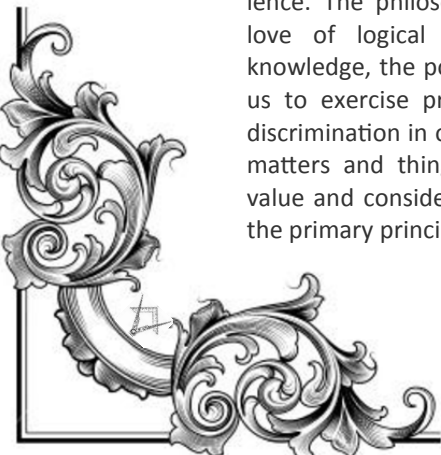 ience. The philos
love of logical
knowledge, the po
us to exercise pr
discrimination in c
matters and thin
value and conside
the primary princi